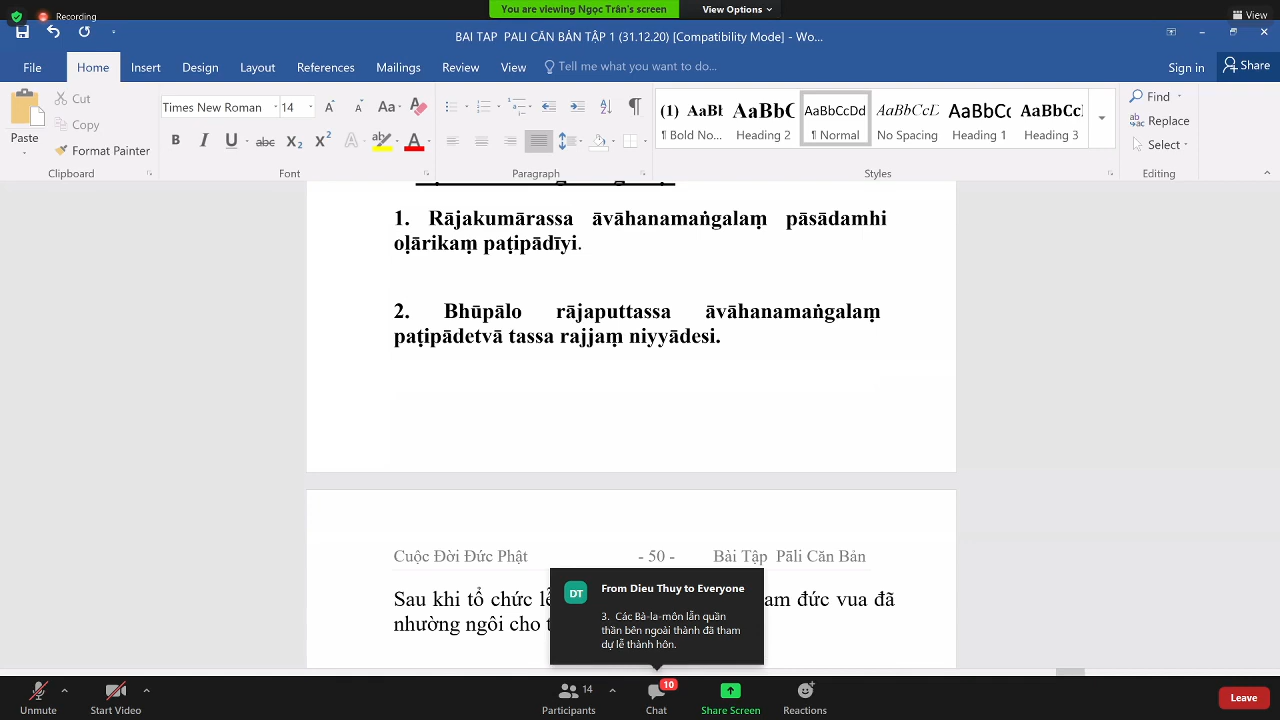 Recording
You are viewing Ngọc Trân's screen
View Options
View
BAI TAP PALI CĂN BẢN TẬP 1 (31.12.20) [Compatibility Mode] - Wo...
File Home Insert Design Layout References Mailings Review View Tell me what you want to do...
Sign in Share
Paste
Cut
Copy
Format Painter
Clipboard
Times New Roman 14
Font
Paragraph
(1) AaBl AaBbC AaBbCcDd AaBbCcD AaBbCc AaBbCc
¶ Bold No... Heading 2 ¶ Normal No Spacing Heading 1 Heading 3
Styles
Find
Replace
Select
Editing
1. Rājakumārassa āvāhanamaṅgalaṃ pāsādamhi
oḷārikaṃ paṭipādīyi.
2. Bhūpālo rājaputtassa āvāhanamaṅgalaṃ
paṭipādetvā tassa rajjaṃ niyyādesi.
Cuộc Đời Đức Phật - 50 - Bài Tập Pāli Căn Bản
Sau khi tổ chức lễ am đức vua đã
nhường ngôi cho t
DT
From Dieu Thuy to Everyone
3. Các Bà-la-môn lẫn quần
thần bên ngoài thành đã tham
dự lễ thành hôn.
Unmute
Start Video
14
Participants
10
Chat
Share Screen
Reactions
Leave